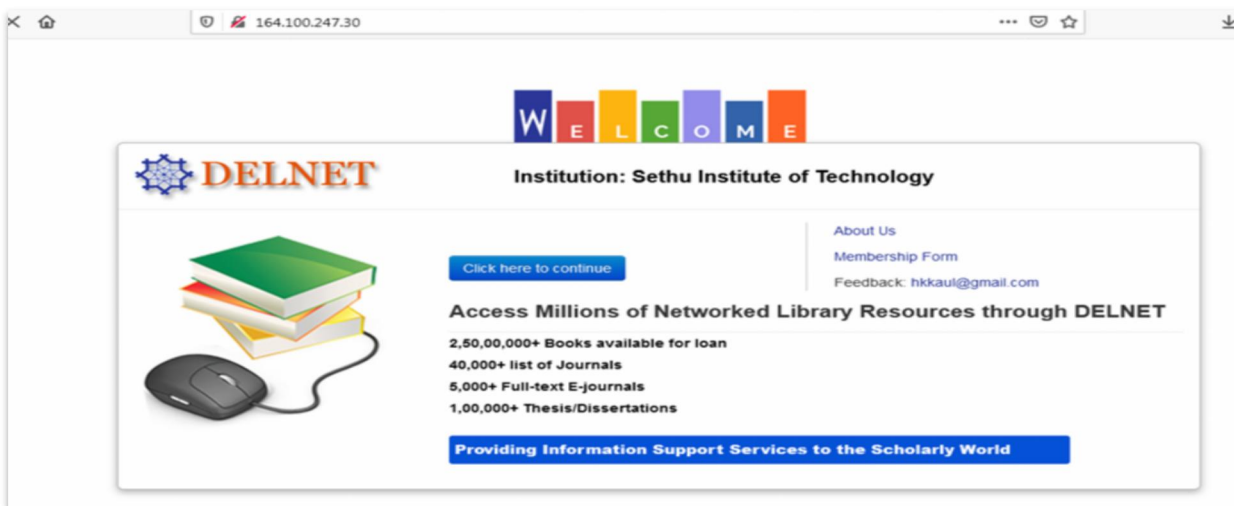 164.100.247.30
WELCOME
DELNET
Institution: Sethu Institute of Technology
About Us
Click here to continue
Membership Form
Feedback: hkkaul@gmail.com
Access Millions of Networked Library Resources through DELNET
2,50,00,000+ Books available for loan
40,000+ list of Journals
5,000+ Full-text E-journals
1,00,000+ Thesis/Dissertations
Providing Information Support Services to the Scholarly World